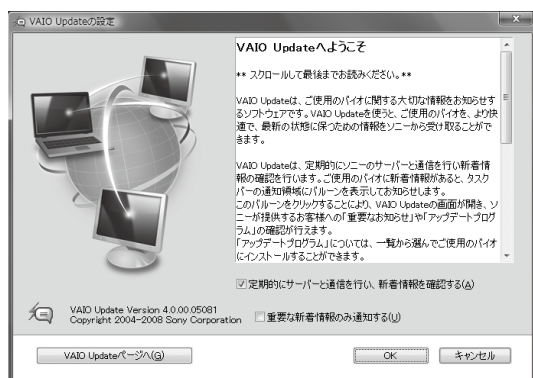 VAIO Updateの設定
VAIO Updateへようこそ
** スクロールして最後までお読みください。**
VAIO Updateは、ご使用のバイオに関する大切な情報をお知らせす
るソフトウェアです。VAIO Updateを使うと、ご使用のバイオを、より快
適で、最新の状態に保つための情報をソニーから受け取ることがで
きます。
VAIO Updateは、定期的にソニーのサーバーと通信を行い新着情
報の確認を行います。ご使用のバイオに新着情報があると、タスク
バーの通知領域にバルーンを表示してお知らせします。
このバルーンをクリックすることにより、VAIO Updateの画面が開き、ソ
ニーが提供するお客様への「重要なお知らせ」や「アップデートプログ
ラム」の確認が行えます。
「アップデートプログラム」については、一覧から選んでご使用のバイオ
にインストールすることができます。
定期的にサーバーと通信を行い、新着情報を確認する(A)
VAIO Update Version 4.0.00.05081
Copyright 2004-2008 Sony Corporation
重要な新着情報のみ通知する(U)
VAIO Updateページへ(G)
OK
キャンセル